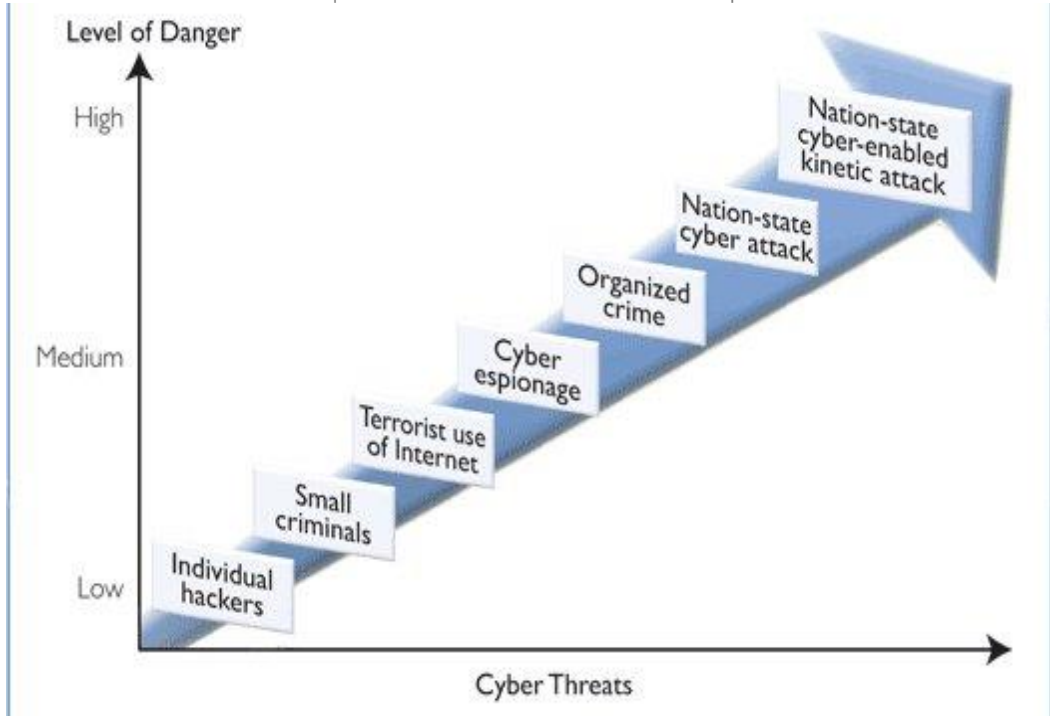 Level of Danger
High
Nation-state
cyber-enabled
kinetic attack
Nation-state
cyber attack
Organized
crime
Medium
Cyber
espionage
Terrorist use
of Internet
Small
criminals
Individual
hackers
Low
Cyber Threats